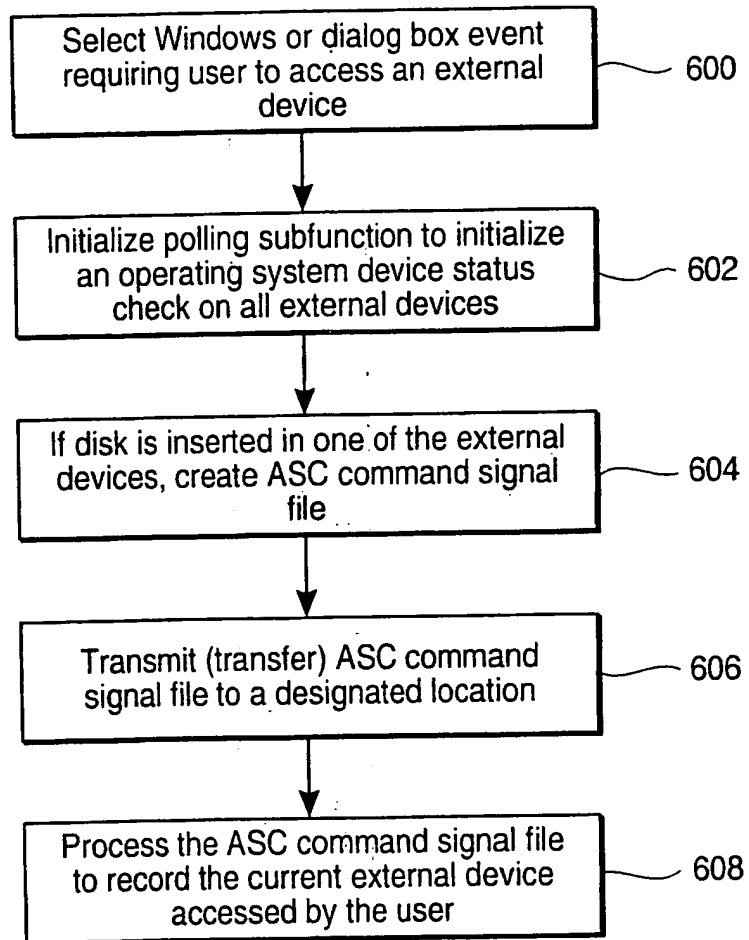 Select Windows or dialog box event
requiring user to access an external
device
600
Initialize polling subfunction to initialize
an operating system device status
check on all external devices
602
If disk is inserted in one of the external
devices, create ASC command signal
file
604
Transmit (transfer) ASC command
signal file to a designated location
606
Process the ASC command signal file
to record the current external device
accessed by the user
608